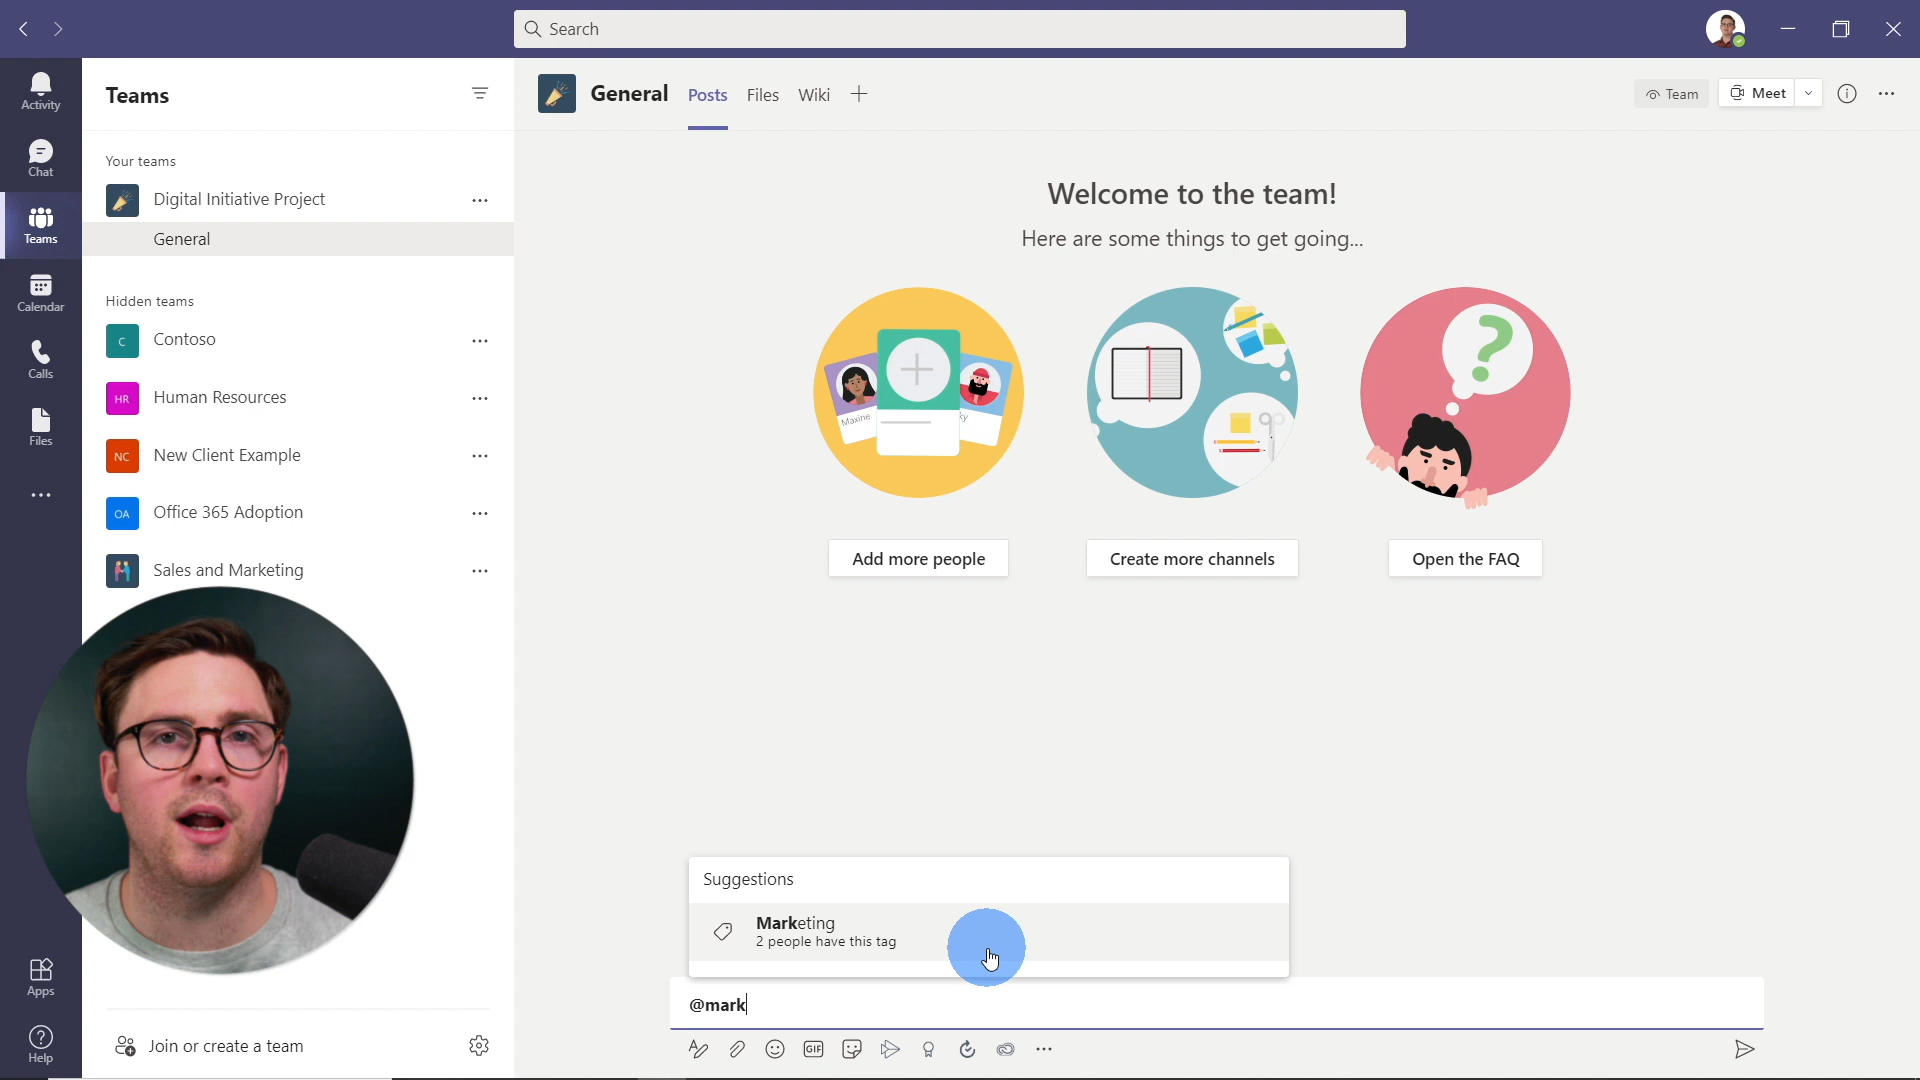 Search
Activity
Chat
Teams
Calendar
Calls
Files
Apps
Help
Teams
Your teams
Digital Initiative Project
General
Hidden teams
C
Contoso
HR
Human Resources
NC
New Client Example
OA
Office 365 Adoption
Sales and Marketing
Join or create a team
General
Posts
Files
Wiki
Team
Meet
Welcome to the team!
Here are some things to get going...
Maxine
ky
Add more people
Create more channels
Open the FAQ
Suggestions
Marketing
2 people have this tag
@mark
GIF